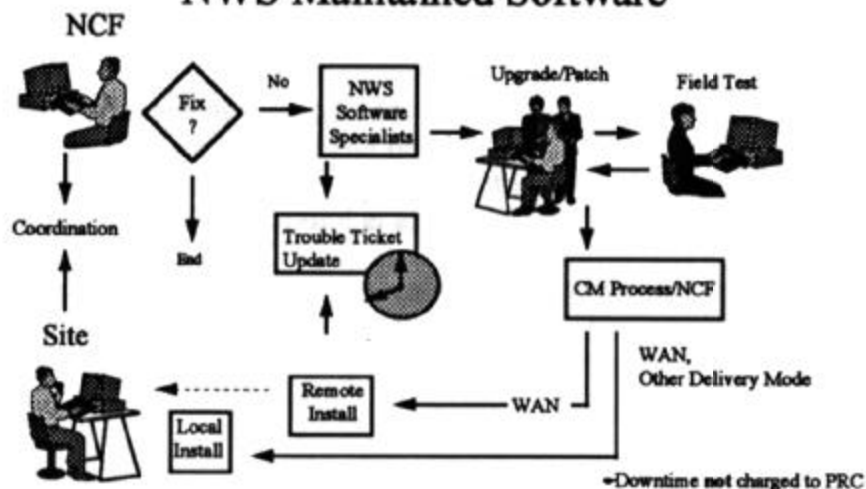 NWS Maintained Software
NCF
Fix
?
No
End
NWS
Software
Specialists
Upgrade/Patch
Field Test
Coordination
Trouble Ticket
Update
CM Process/NCF
Site
WAN,
Other Delivery Mode
Remote
Install
WAN
Local
Install
Downtime not charged to PRC